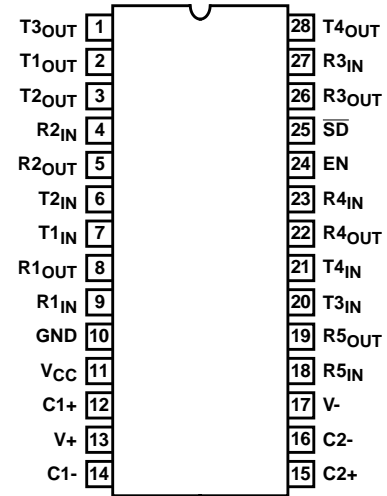 T3OUT 1 28 T4OUT
T1OUT 2 27 R3IN
T2OUT 3 26 R3OUT
R2IN 4 25 S̅D̅
R2OUT 5 24 EN
T2IN 6 23 R4IN
T1IN 7 22 R4OUT
R1OUT 8 21 T4IN
R1IN 9 20 T3IN
GND 10 19 R5OUT
VCC 11 18 R5IN
C1+ 12 17 V-
V+ 13 16 C2-
C1- 14 15 C2+